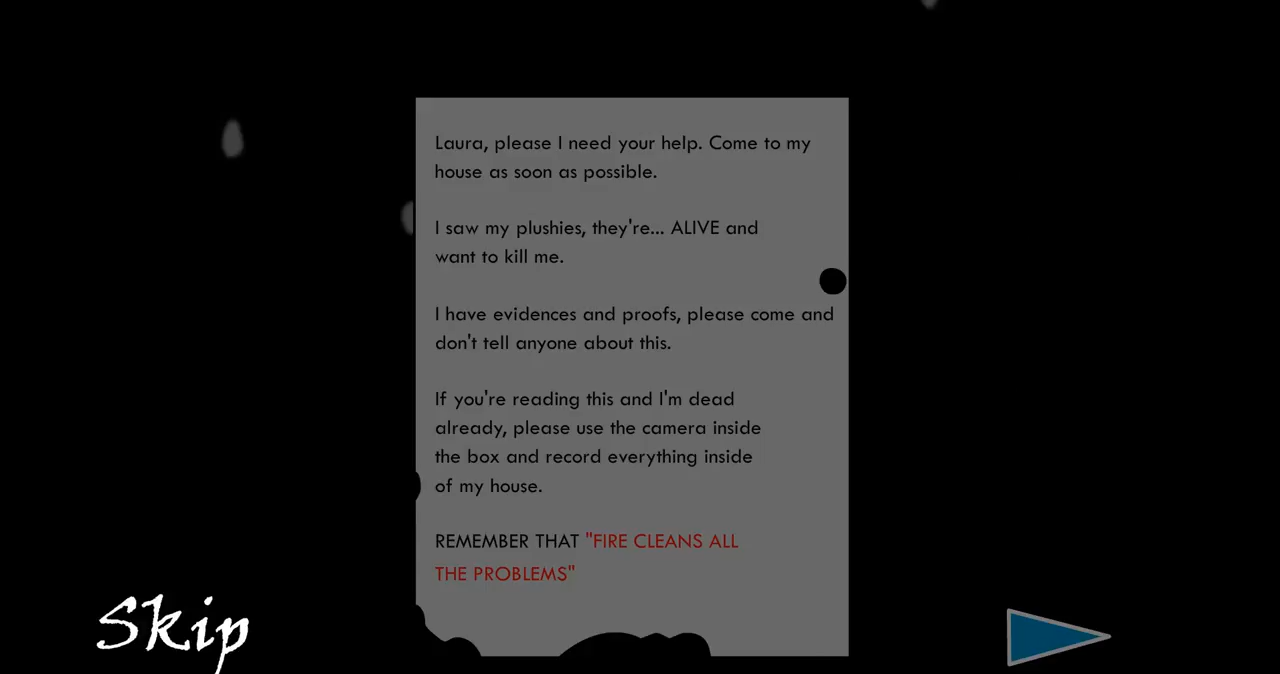 Laura, please I need your help. Come to my
house as soon as possible.
I saw my plushies, they're... ALIVE and
want to kill me.
I have evidences and proofs, please come and
don't tell anyone about this.
If you're reading this and I'm dead
already, please use the camera inside
the box and record everything inside
of my house.
REMEMBER THAT "FIRE CLEANS ALL
THE PROBLEMS"
Skip